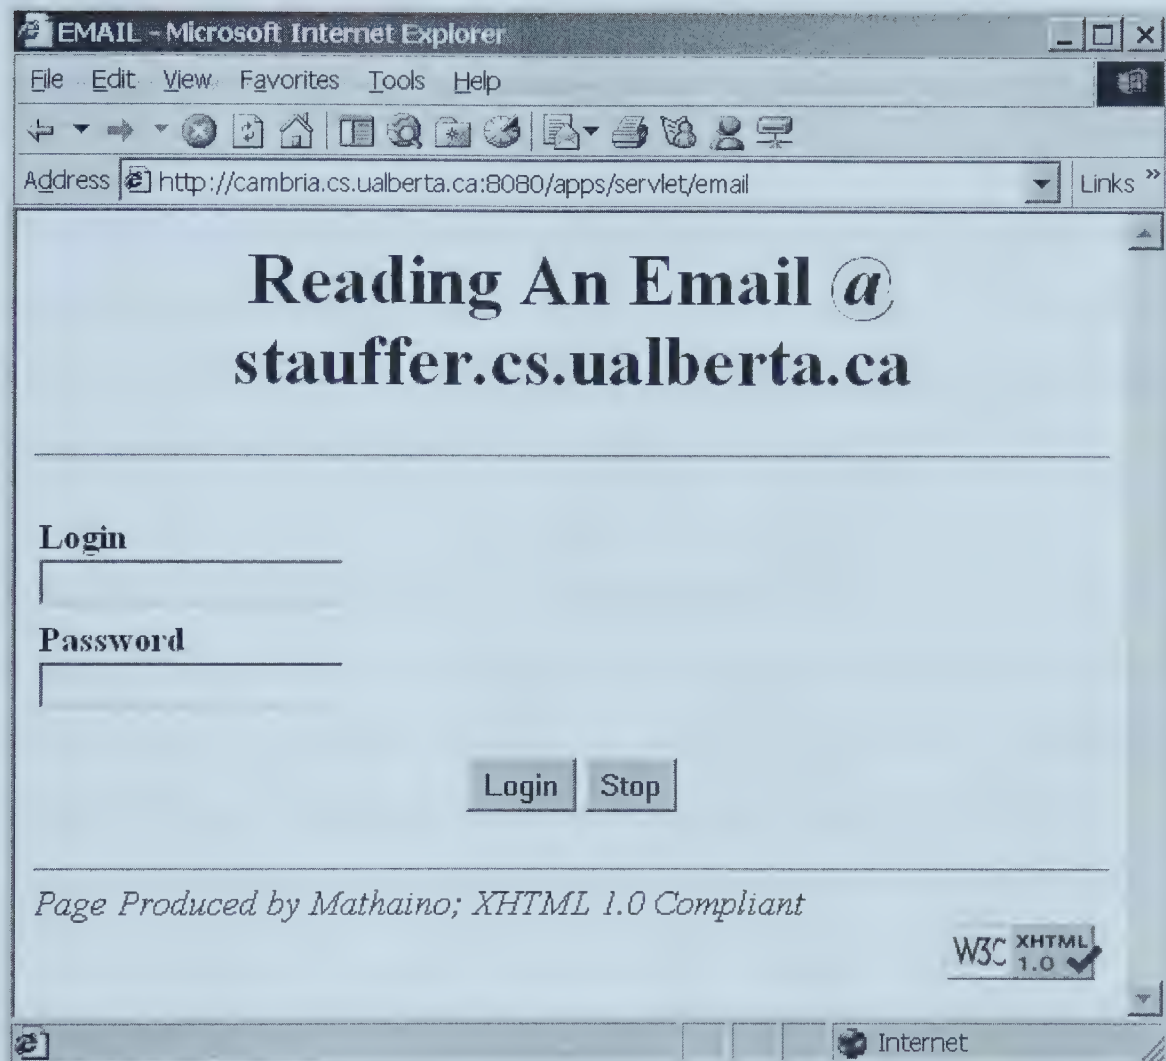 EMAIL - Microsoft Internet Explorer
File Edit View Favorites Tools Help
Address http://cambria.cs.ualberta.ca:8080/apps/servlet/email Links »
Reading An Email @
stauffer.cs.ualberta.ca
Login
Password
Login Stop
Page Produced by Mathaino; XHTML 1.0 Compliant
W3C XHTML 1.0
Internet